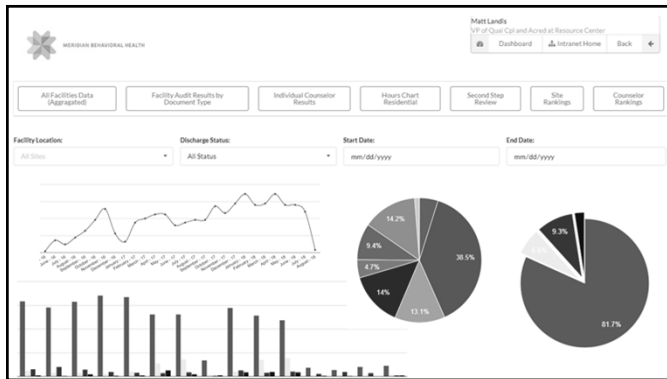 Matt Landis
VP of Qual Cpl and Acred at Resource Center
MERIDIAN BEHAVIORAL HEALTH
Dashboard Intranet Home Back
All Facilities Data
(Aggragated)
Facility Audit Results by
Document Type
Individual Counselor
Results
Hours Chart
Residential
Second Step
Review
Site
Rankings
Counselor
Rankings
Facility Location:
Discharge Status:
Start Date:
End Date:
All Sites
All Status
mm/dd/yyyy
mm/dd/yyyy
14.2%
9.4%
4.7%
14%
13.1%
38.5%
9.3%
81.7%